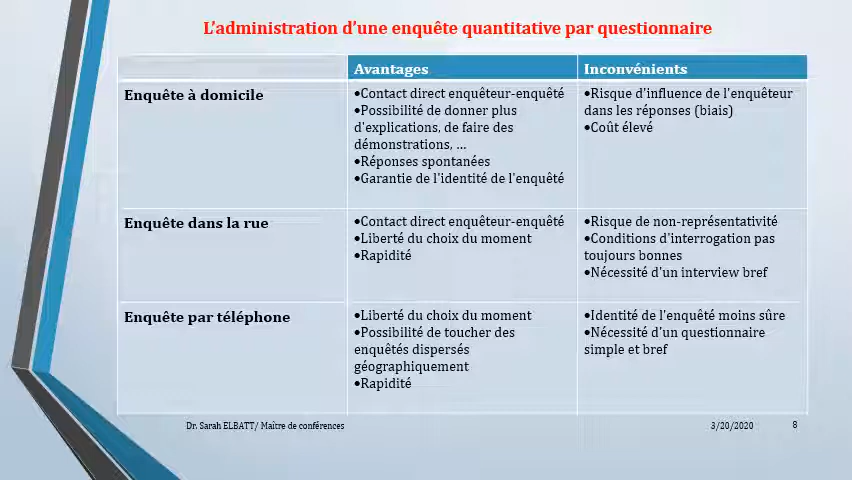 L’administration d’une enquête quantitative par questionnaire
Avantages
Inconvénients
Enquête à domicile
•Contact direct enquêteur-enquêté
•Possibilité de donner plus
d'explications, de faire des
démonstrations, ...
•Réponses spontanées
•Garantie de l'identité de l'enquêté
•Risque d'influence de l'enquêteur
dans les réponses (biais)
•Coût élevé
Enquête dans la rue
•Contact direct enquêteur-enquêté
•Liberté du choix du moment
•Rapidité
•Risque de non-représentativité
•Conditions d'interrogation pas
toujours bonnes
•Nécessité d'un interview bref
Enquête par téléphone
•Liberté du choix du moment
•Possibilité de toucher des
enquêtés dispersés
géographiquement
•Rapidité
•Identité de l'enquêté moins sûre
•Nécessité d'un questionnaire
simple et bref
Dr. Sarah ELBATT/ Maître de conférences
3/20/2020
8